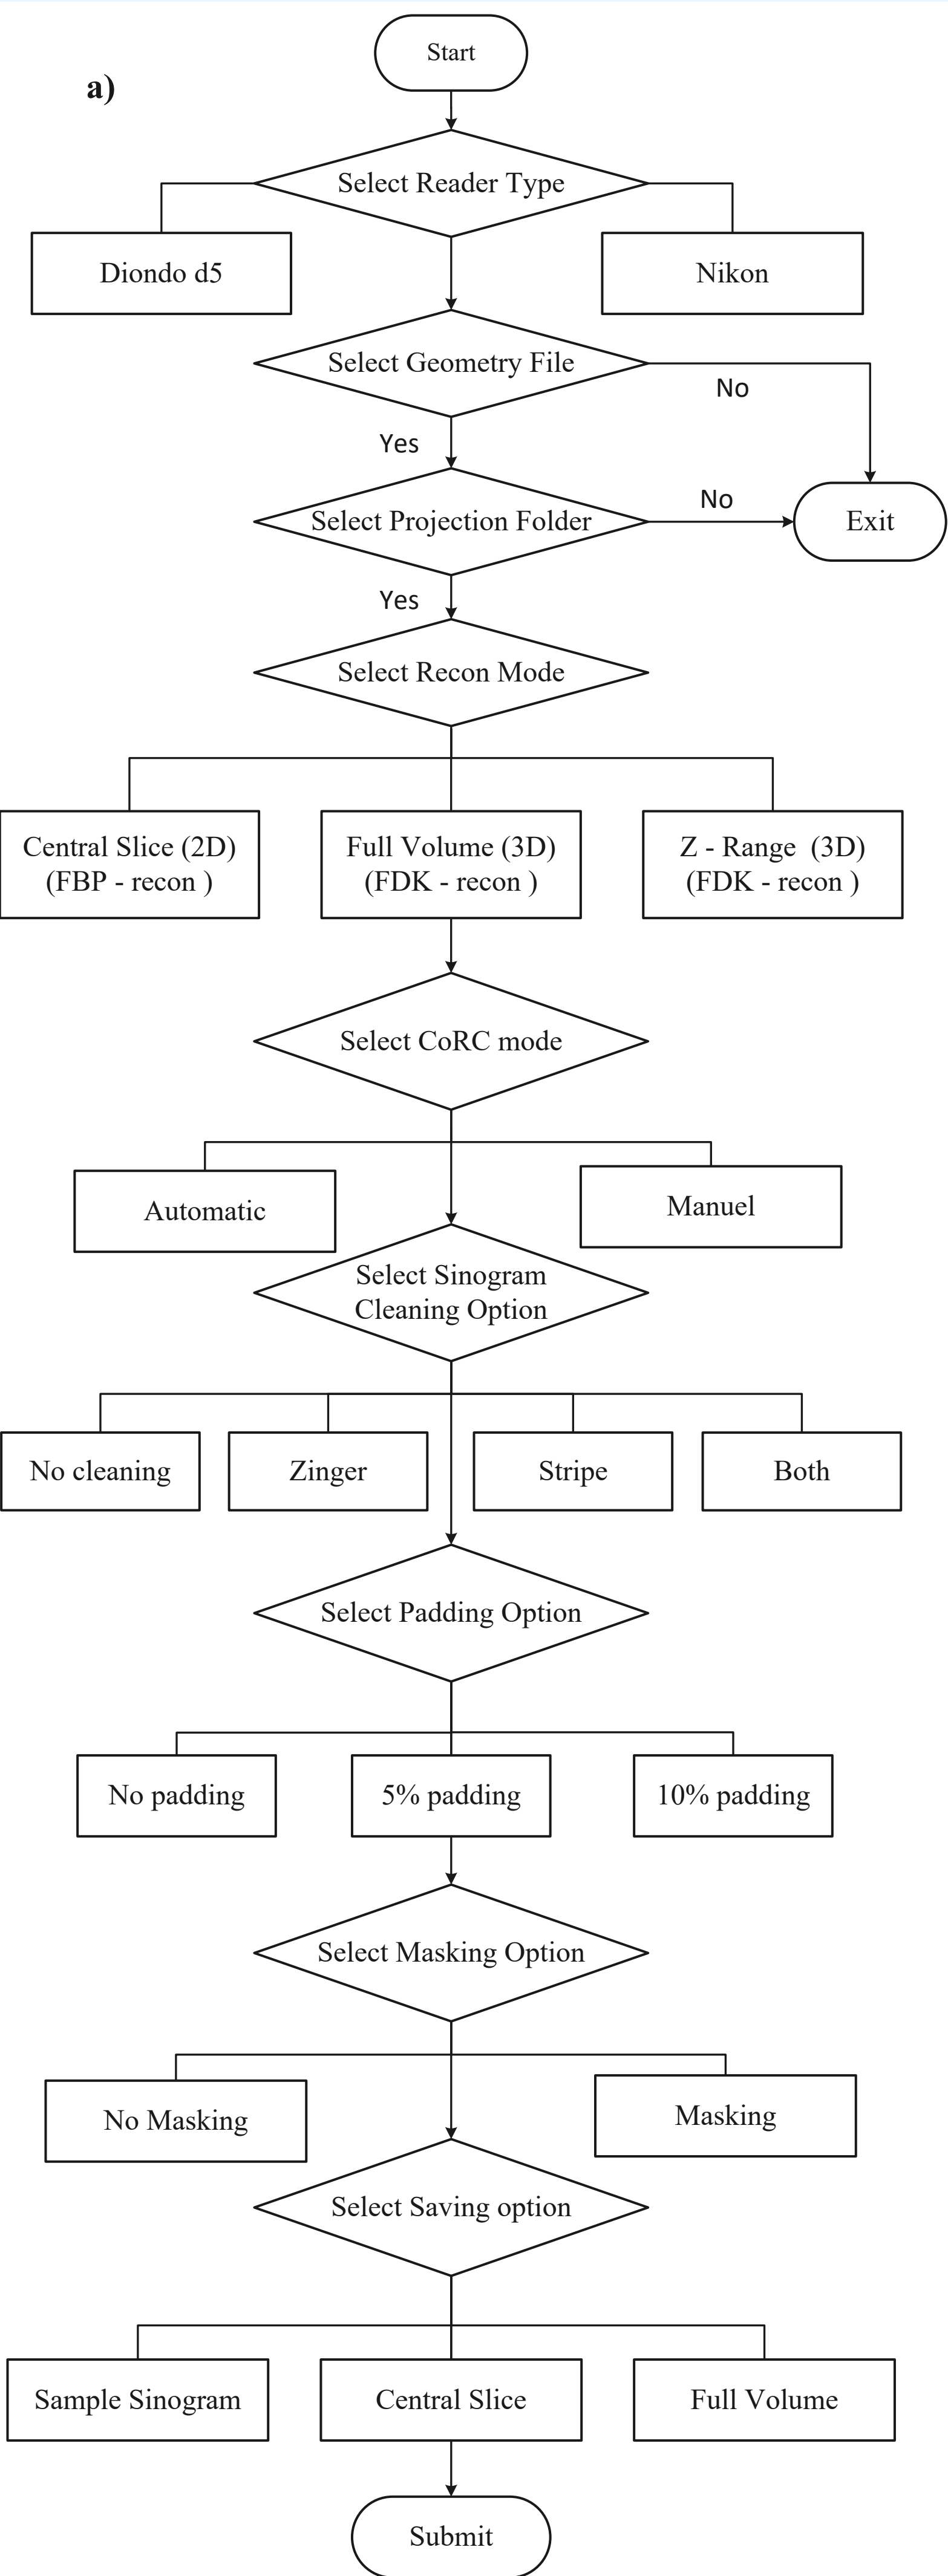 Start
a)
Select Reader Type
Diondo d5
Nikon
Select Geometry File
No
Yes
Select Projection Folder
No
Exit
Yes
Select Recon Mode
Central Slice (2D)
(FBP - recon )
Full Volume (3D)
(FDK - recon )
Z - Range  (3D)
(FDK - recon )
Select CoRC mode
Automatic
Manuel
Select Sinogram
Cleaning Option
No cleaning
Zinger
Stripe
Both
Select Padding Option
No padding
5% padding
10% padding
Select Masking Option
No Masking
Masking
Select Saving option
Sample Sinogram
Central Slice
Full Volume
Submit